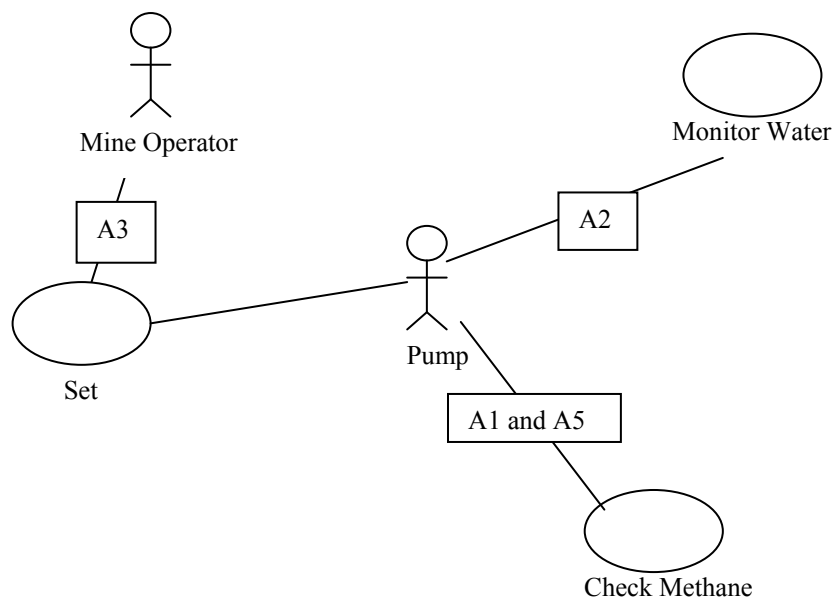 Mine Operator
Monitor Water
A3
A2
Set
Pump
A1 and A5
Check Methane